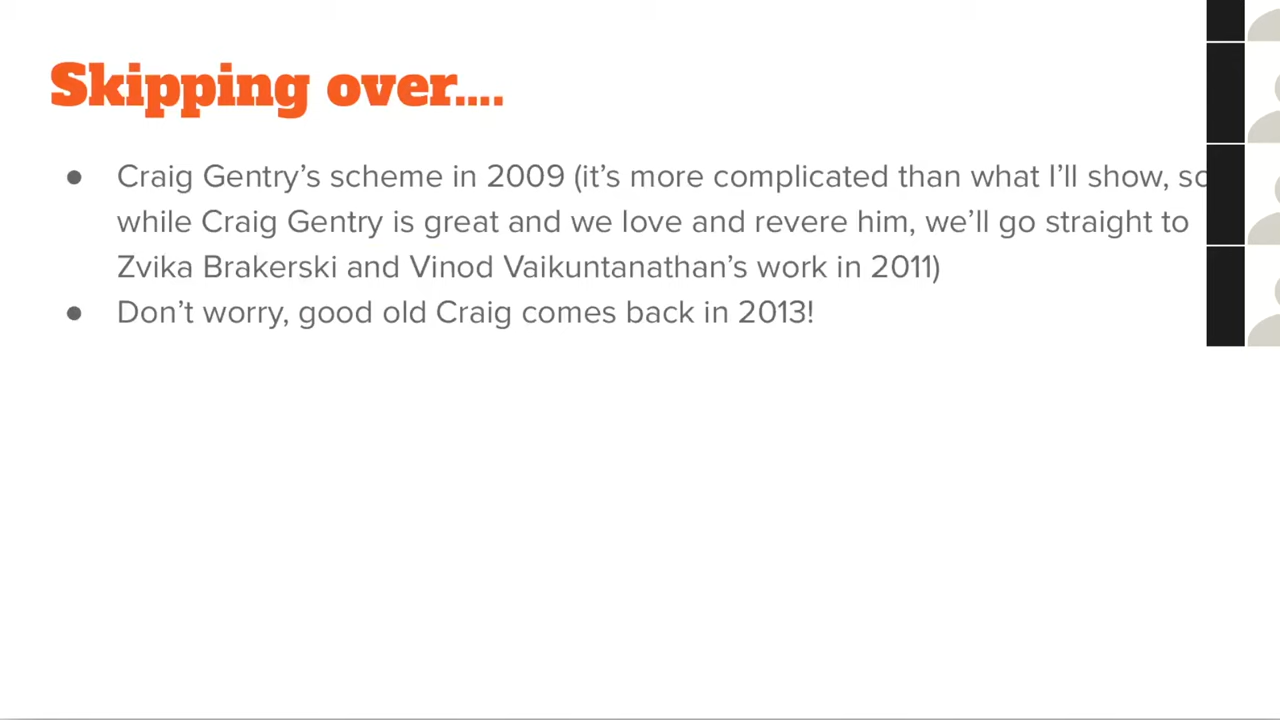 Skipping over....
● Craig Gentry’s scheme in 2009 (it’s more complicated than what I’ll show, so
while Craig Gentry is great and we love and revere him, we’ll go straight to
Zvika Brakerski and Vinod Vaikuntanathan’s work in 2011)
● Don’t worry, good old Craig comes back in 2013!